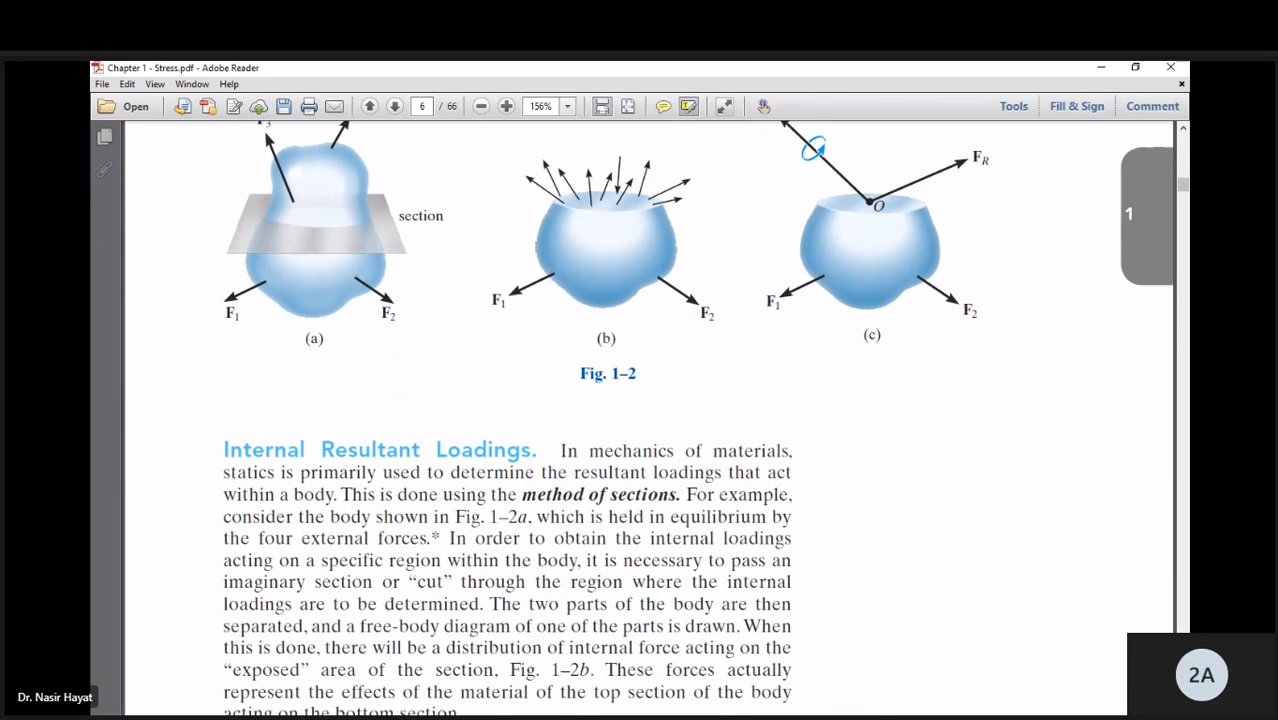 Chapter 1 - Stress.pdf - Adobe Reader
File Edit View Window Help
Open 6 / 66 156% Tools Fill & Sign Comment
section
F1
F2
(a)
F1
F2
(b)
FR
O
F1
F2
(c)
1
Fig. 1–2
Internal Resultant Loadings. In mechanics of materials,
statics is primarily used to determine the resultant loadings that act
within a body. This is done using the method of sections. For example,
consider the body shown in Fig. 1–2a, which is held in equilibrium by
the four external forces.* In order to obtain the internal loadings
acting on a specific region within the body, it is necessary to pass an
imaginary section or “cut” through the region where the internal
loadings are to be determined. The two parts of the body are then
separated, and a free-body diagram of one of the parts is drawn. When
this is done, there will be a distribution of internal force acting on the
“exposed” area of the section, Fig. 1–2b. These forces actually
represent the effects of the material of the top section of the body
acting on the bottom section.
Dr. Nasir Hayat
2A